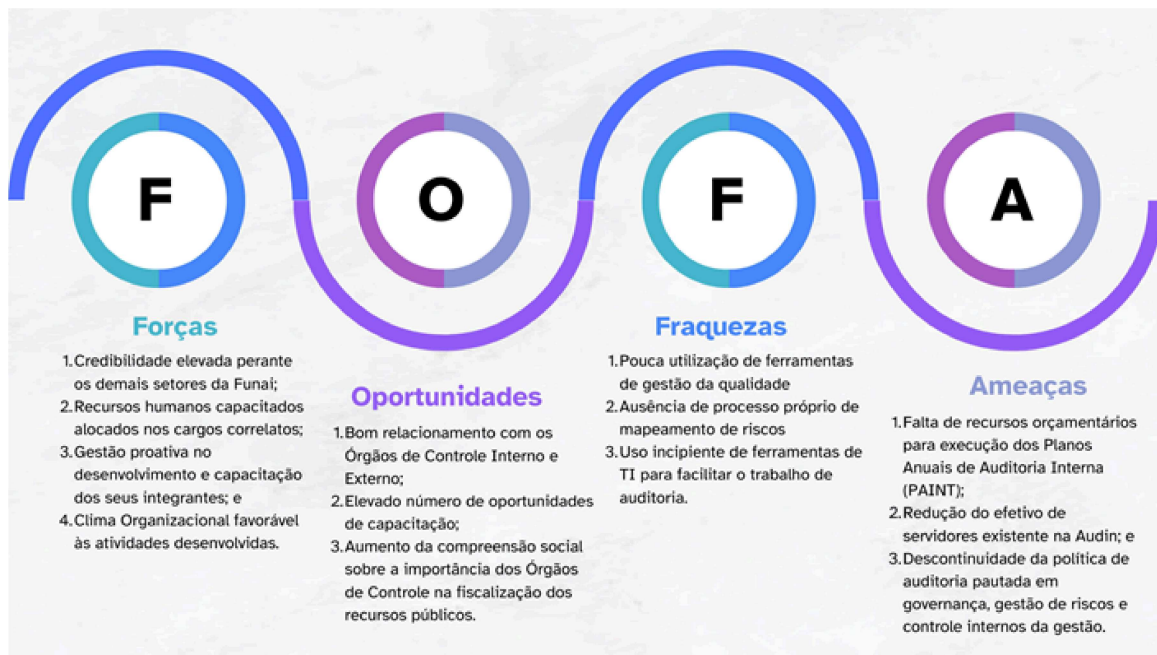 F
O
F
A
Forças
1.Credibilidade elevada perante
os demais setores da Funai;
2.Recursos humanos capacitados
alocados nos cargos correlatos;
3.Gestão proativa no
desenvolvimento e capacitação
dos seus integrantes; e
4.Clima Organizacional favorável
às atividades desenvolvidas.
Oportunidades
1.Bom relacionamento com os
Órgãos de Controle Interno e
Externo;
2.Elevado número de oportunidades
de capacitação;
3.Aumento da compreensão social
sobre a importância dos Órgãos
de Controle na fiscalização dos
recursos públicos.
Fraquezas
1.Pouca utilização de ferramentas
de gestão da qualidade
2.Ausência de processo próprio de
mapeamento de riscos
3.Uso incipiente de ferramentas de
TI para facilitar o trabalho de
auditoria.
Ameaças
1.Falta de recursos orçamentários
para execução dos Planos
Anuais de Auditoria Interna
(PAINT);
2.Redução do efetivo de
servidores existente na Audin; e
3.Descontinuidade da política de
auditoria pautada em
governança, gestão de riscos e
controle internos da gestão.